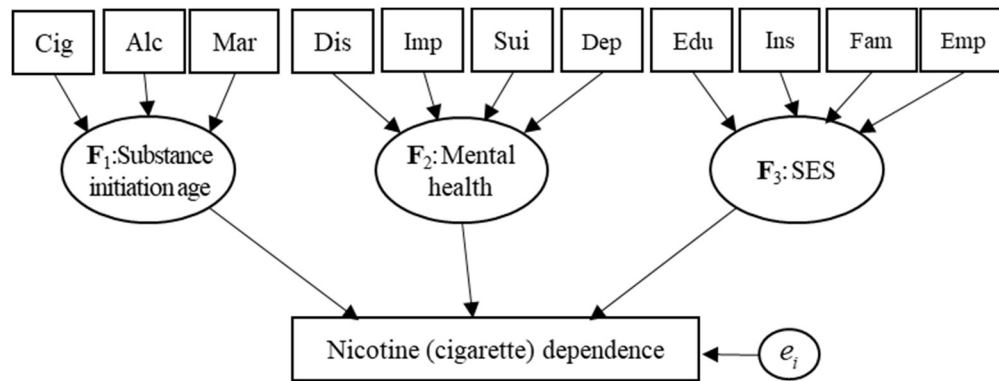 Cig Alc Mar Dis Imp Sui Dep Edu Ins Fam Emp
F₁:Substance
initiation age
F₂: Mental
health
F₃: SES
Nicotine (cigarette) dependence
eᵢ